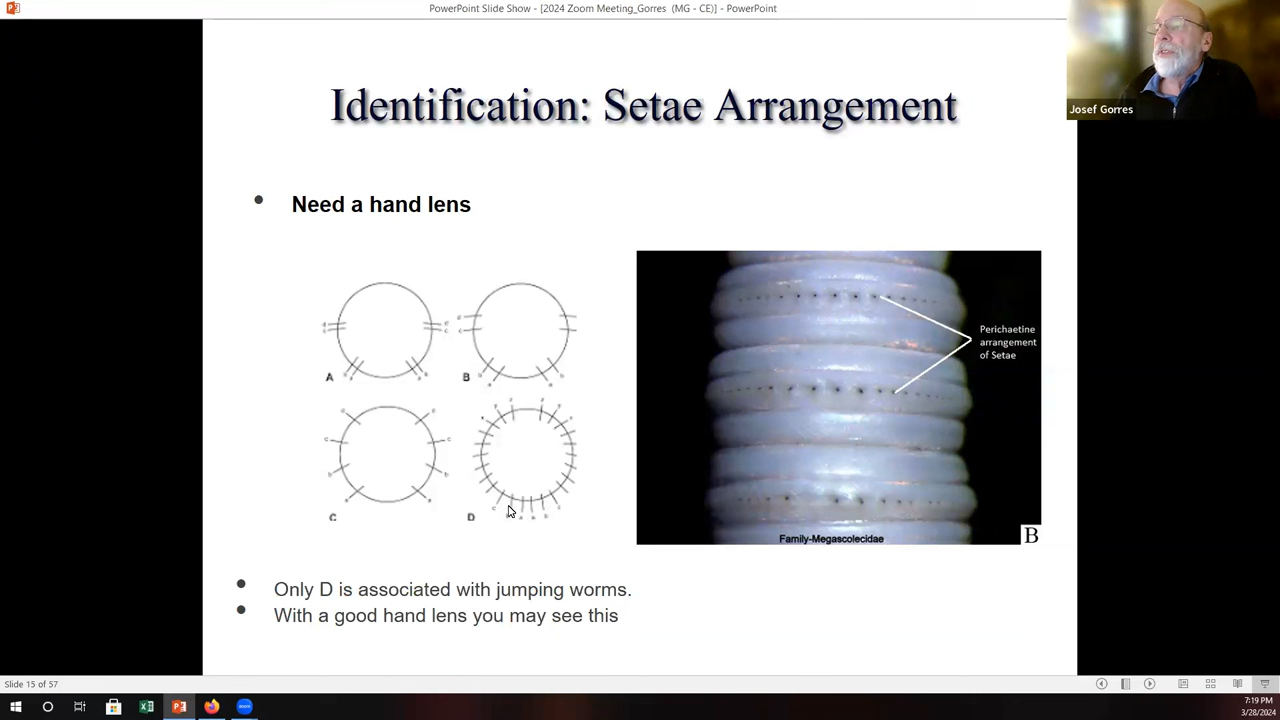 PowerPoint Slide Show - [2024 Zoom Meeting_Gorres (MG - CE)] - PowerPoint
Josef Gorres
Identification: Setae Arrangement
Need a hand lens
A
B
C
D
Perichaetine
arrangement
of Setae
Family-Megascolecidae
B
Only D is associated with jumping worms.
With a good hand lens you may see this
Slide 15 of 57
7:19 PM
3/28/2024